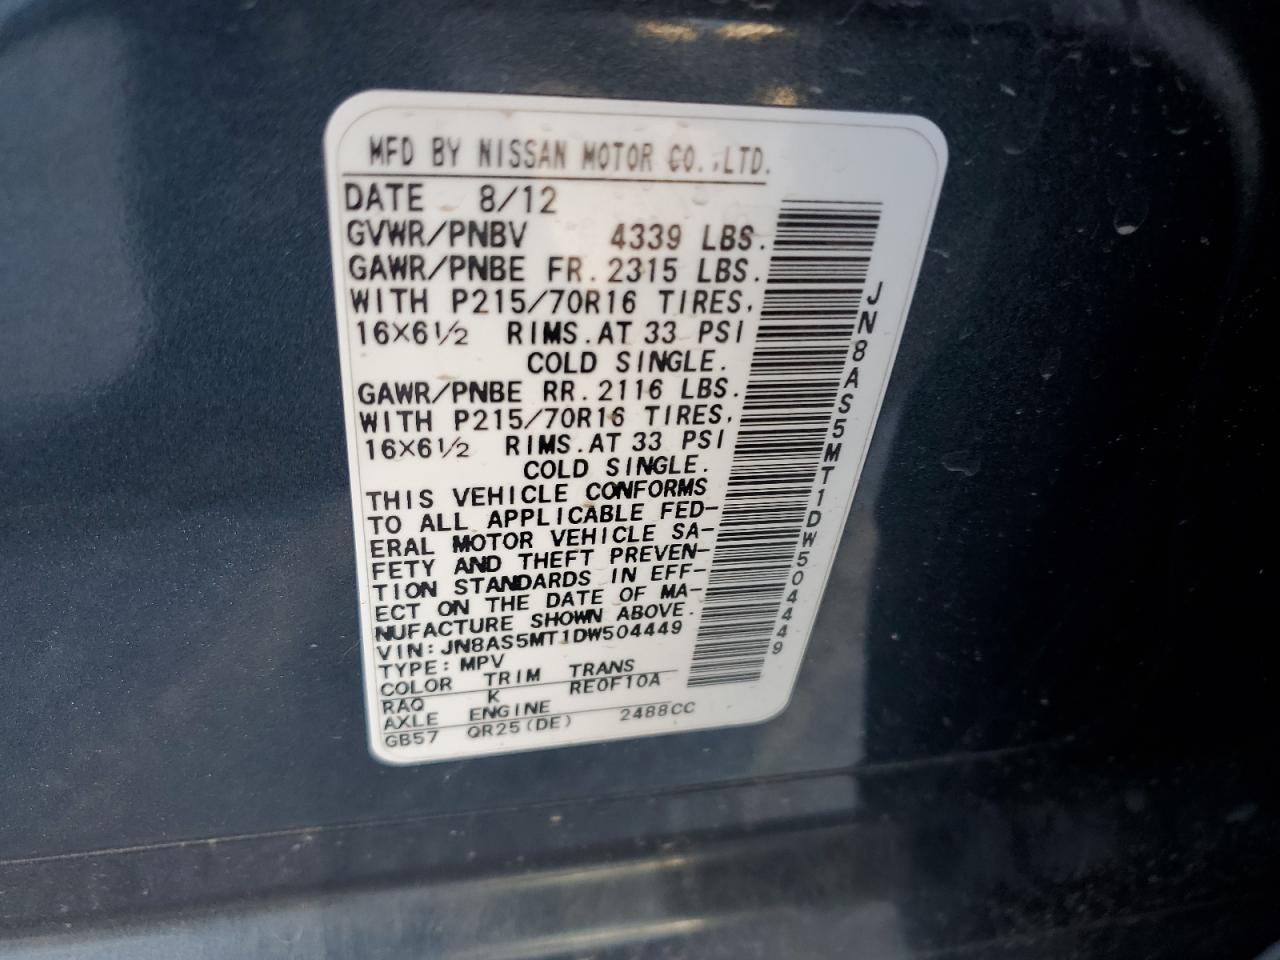 MFD BY NISSAN MOTOR CO.,LTD.
DATE 8/12
GVWR/PNBV 4339 LBS.
GAWR/PNBE FR.2315 LBS.
WITH P215/70R16 TIRES,
16×6½ RIMS.AT 33 PSI
COLD SINGLE.
GAWR/PNBE RR.2116 LBS.
WITH P215/70R16 TIRES,
16×6½ RIMS.AT 33 PSI
COLD SINGLE.
THIS VEHICLE CONFORMS
TO ALL APPLICABLE FED-
ERAL MOTOR VEHICLE SA-
FETY AND THEFT PREVEN-
TION STANDARDS IN EFF-
ECT ON THE DATE OF MA-
NUFACTURE SHOWN ABOVE.
VIN:JN8AS5MT1DW504449
TYPE:MPV
COLOR TRIM TRANS
RAQ K RE0F10A
AXLE ENGINE
GB57 QR25(DE) 2488CC
JN8AS5MT1DW504449